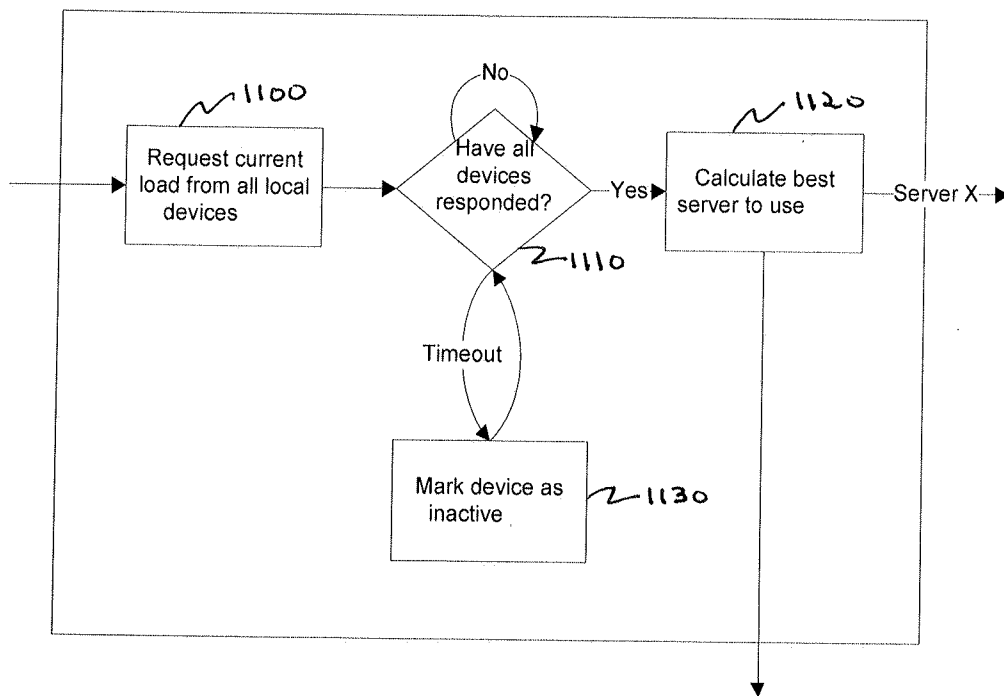 1100
Request current
load from all local
devices
No
Have all
devices
responded?
1110
Yes
1120
Calculate best
server to use
Server X
Timeout
Mark device as
inactive
1130